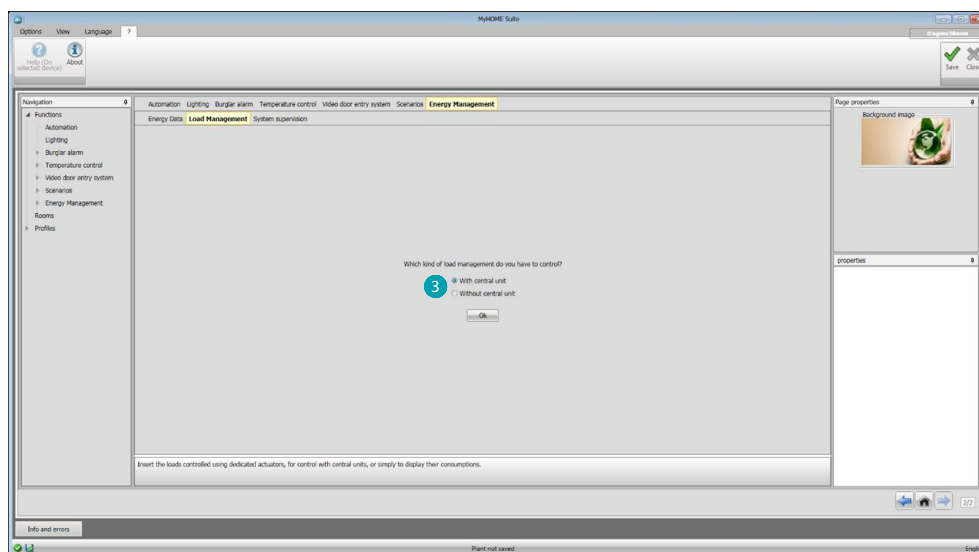 MyHOME Suite
Options View Language ?
Help (On
selected device)
About
Save Close
Navigation
Functions
Automation
Lighting
Burglar alarm
Temperature control
Video door entry system
Scenarios
Energy Management
Rooms
Profiles
Automation Lighting Burglar alarm Temperature control Video door entry system Scenarios Energy Management
Energy Data Load Management System supervision
Which kind of load management do you have to control?
3
With central unit
Without central unit
Ok
Insert the loads controlled using dedicated actuators, for control with central units, or simply to display their consumptions.
Page properties
Background image
properties
2/2
Info and errors
Plant not saved
Engli